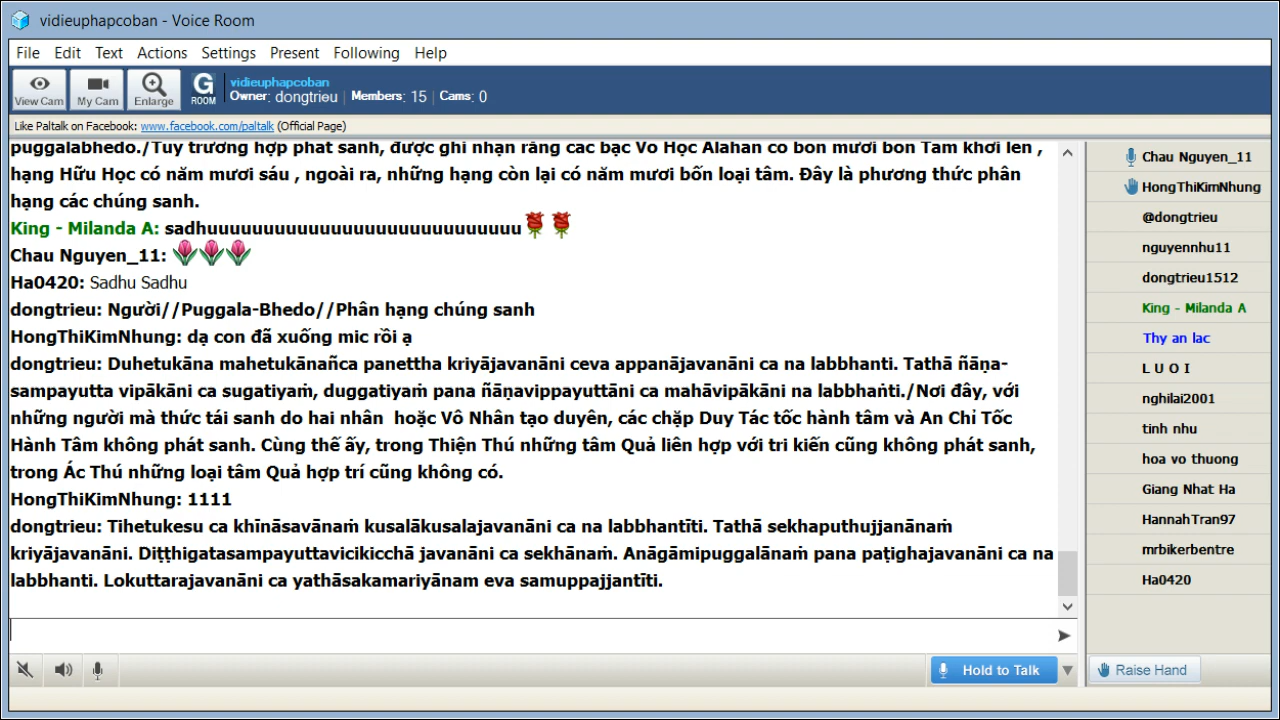 vidieuphapcoban - Voice Room
File Edit Text Actions Settings Present Following Help
View Cam My Cam Enlarge G ROOM
vidieuphapcoban
Owner: dongtrieu | Members: 15 | Cams: 0
Like Paltalk on Facebook: www.facebook.com/paltalk (Official Page)
puggalabhedo./Tùy trường hợp phát sanh, được ghi nhận rằng các bậc Vô Học Alahán có bốn mươi bốn Tâm khởi lên ,
hạng Hữu Học có năm mươi sáu , ngoài ra, những hạng còn lại có năm mươi bốn loại tâm. Đây là phương thức phân
hạng các chúng sanh.
King - Milanda A: sadhuuuuuuuuuuuuuuuuuuuuuuuuuuu
Chau Nguyen_11:
Ha0420: Sadhu Sadhu
dongtrieu: Người//Puggala-Bhedo//Phân hạng chúng sanh
HongThiKimNhung: dạ con đã xuống mic rồi ạ
dongtrieu: Duhetukāna mahetukānañca panettha kriyājavanāni ceva appanājavanāni ca na labbhanti. Tathā ñāṇa-
sampayutta vipākāni ca sugatiyaṁ, duggatiyaṁ pana ñāṇavippayuttāni ca mahāvipākāni na labbhaṅti./Nơi đây, với
những người mà thức tái sanh do hai nhân hoặc Vô Nhân tạo duyên, các chặp Duy Tác tốc hành tâm và An Chỉ Tốc
Hành Tâm không phát sanh. Cùng thế ấy, trong Thiện Thú những tâm Quả liên hợp với tri kiến cũng không phát sanh,
trong Ác Thú những loại tâm Quả hợp trí cũng không có.
HongThiKimNhung: 1111
dongtrieu: Tihetukesu ca khīnāsavānaṁ kusalākusalajavanāni ca na labbhantīti. Tathā sekhaputhujjanānaṁ
kriyājavanāni. Diṭṭhigatasampayuttavicikicchā javanāni ca sekhānaṁ. Anāgāmipuggalānaṁ pana paṭighajavanāni ca na
labbhanti. Lokuttarajavanāni ca yathāsakamariyānam eva samuppajjantīti.
Hold to Talk
Chau Nguyen_11
HongThiKimNhung
@dongtrieu
nguyennhu11
dongtrieu1512
King - Milanda A
Thy an lac
L U O I
nghilai2001
tinh nhu
hoa vo thuong
Giang Nhat Ha
HannahTran97
mrbikerbentre
Ha0420
Raise Hand